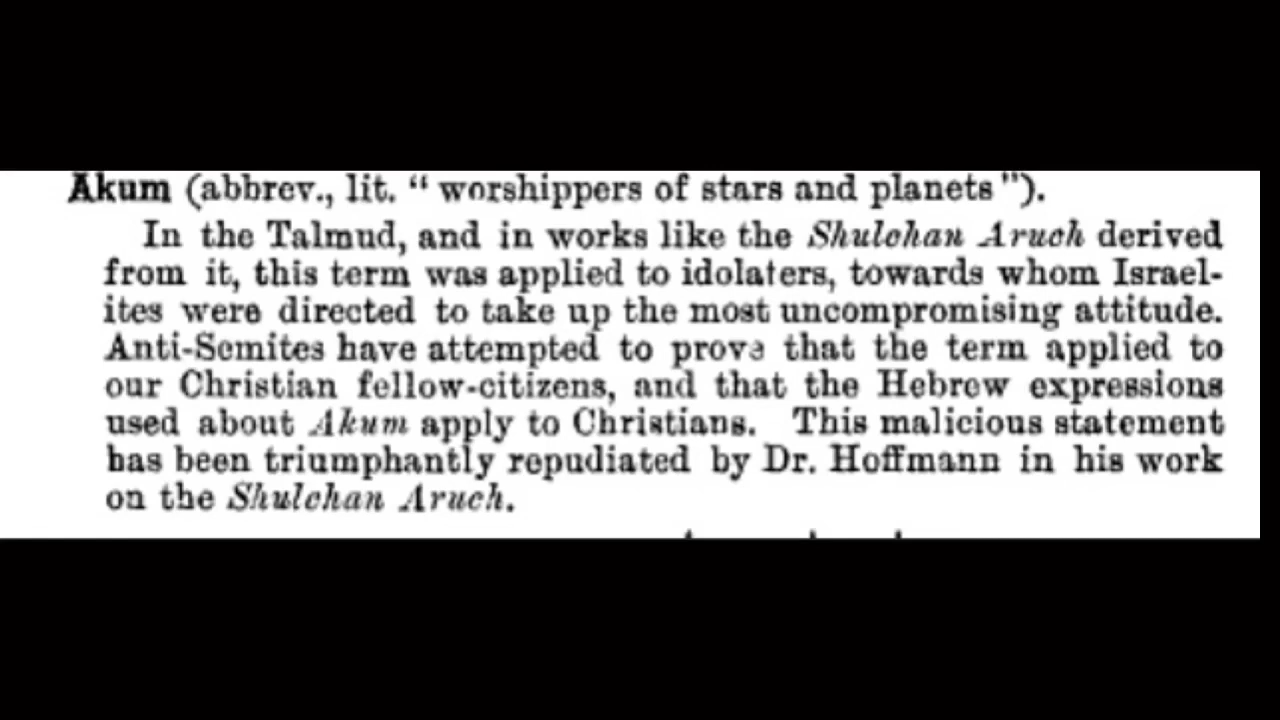 Akum (abbrev., lit. “ worshippers of stars and planets ”).
In the Talmud, and in works like the Shulchan Aruch derived
from it, this term was applied to idolaters, towards whom Israel-
ites were directed to take up the most uncompromising attitude.
Anti-Semites have attempted to prove that the term applied to
our Christian fellow-citizens, and that the Hebrew expressions
used about Akum apply to Christians. This malicious statement
has been triumphantly repudiated by Dr. Hoffmann in his work
on the Shulchan Aruch.